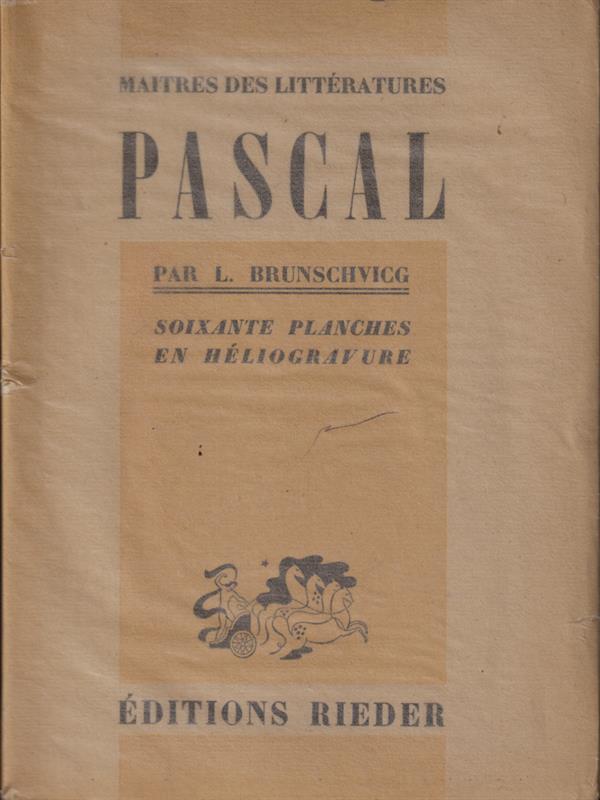 MAITRES DES LITTÉRATURES
PASCAL
PAR L. BRUNSCHVICG
SOIXANTE PLANCHES
EN HÉLIOGRAVURE
ÉDITIONS RIEDER